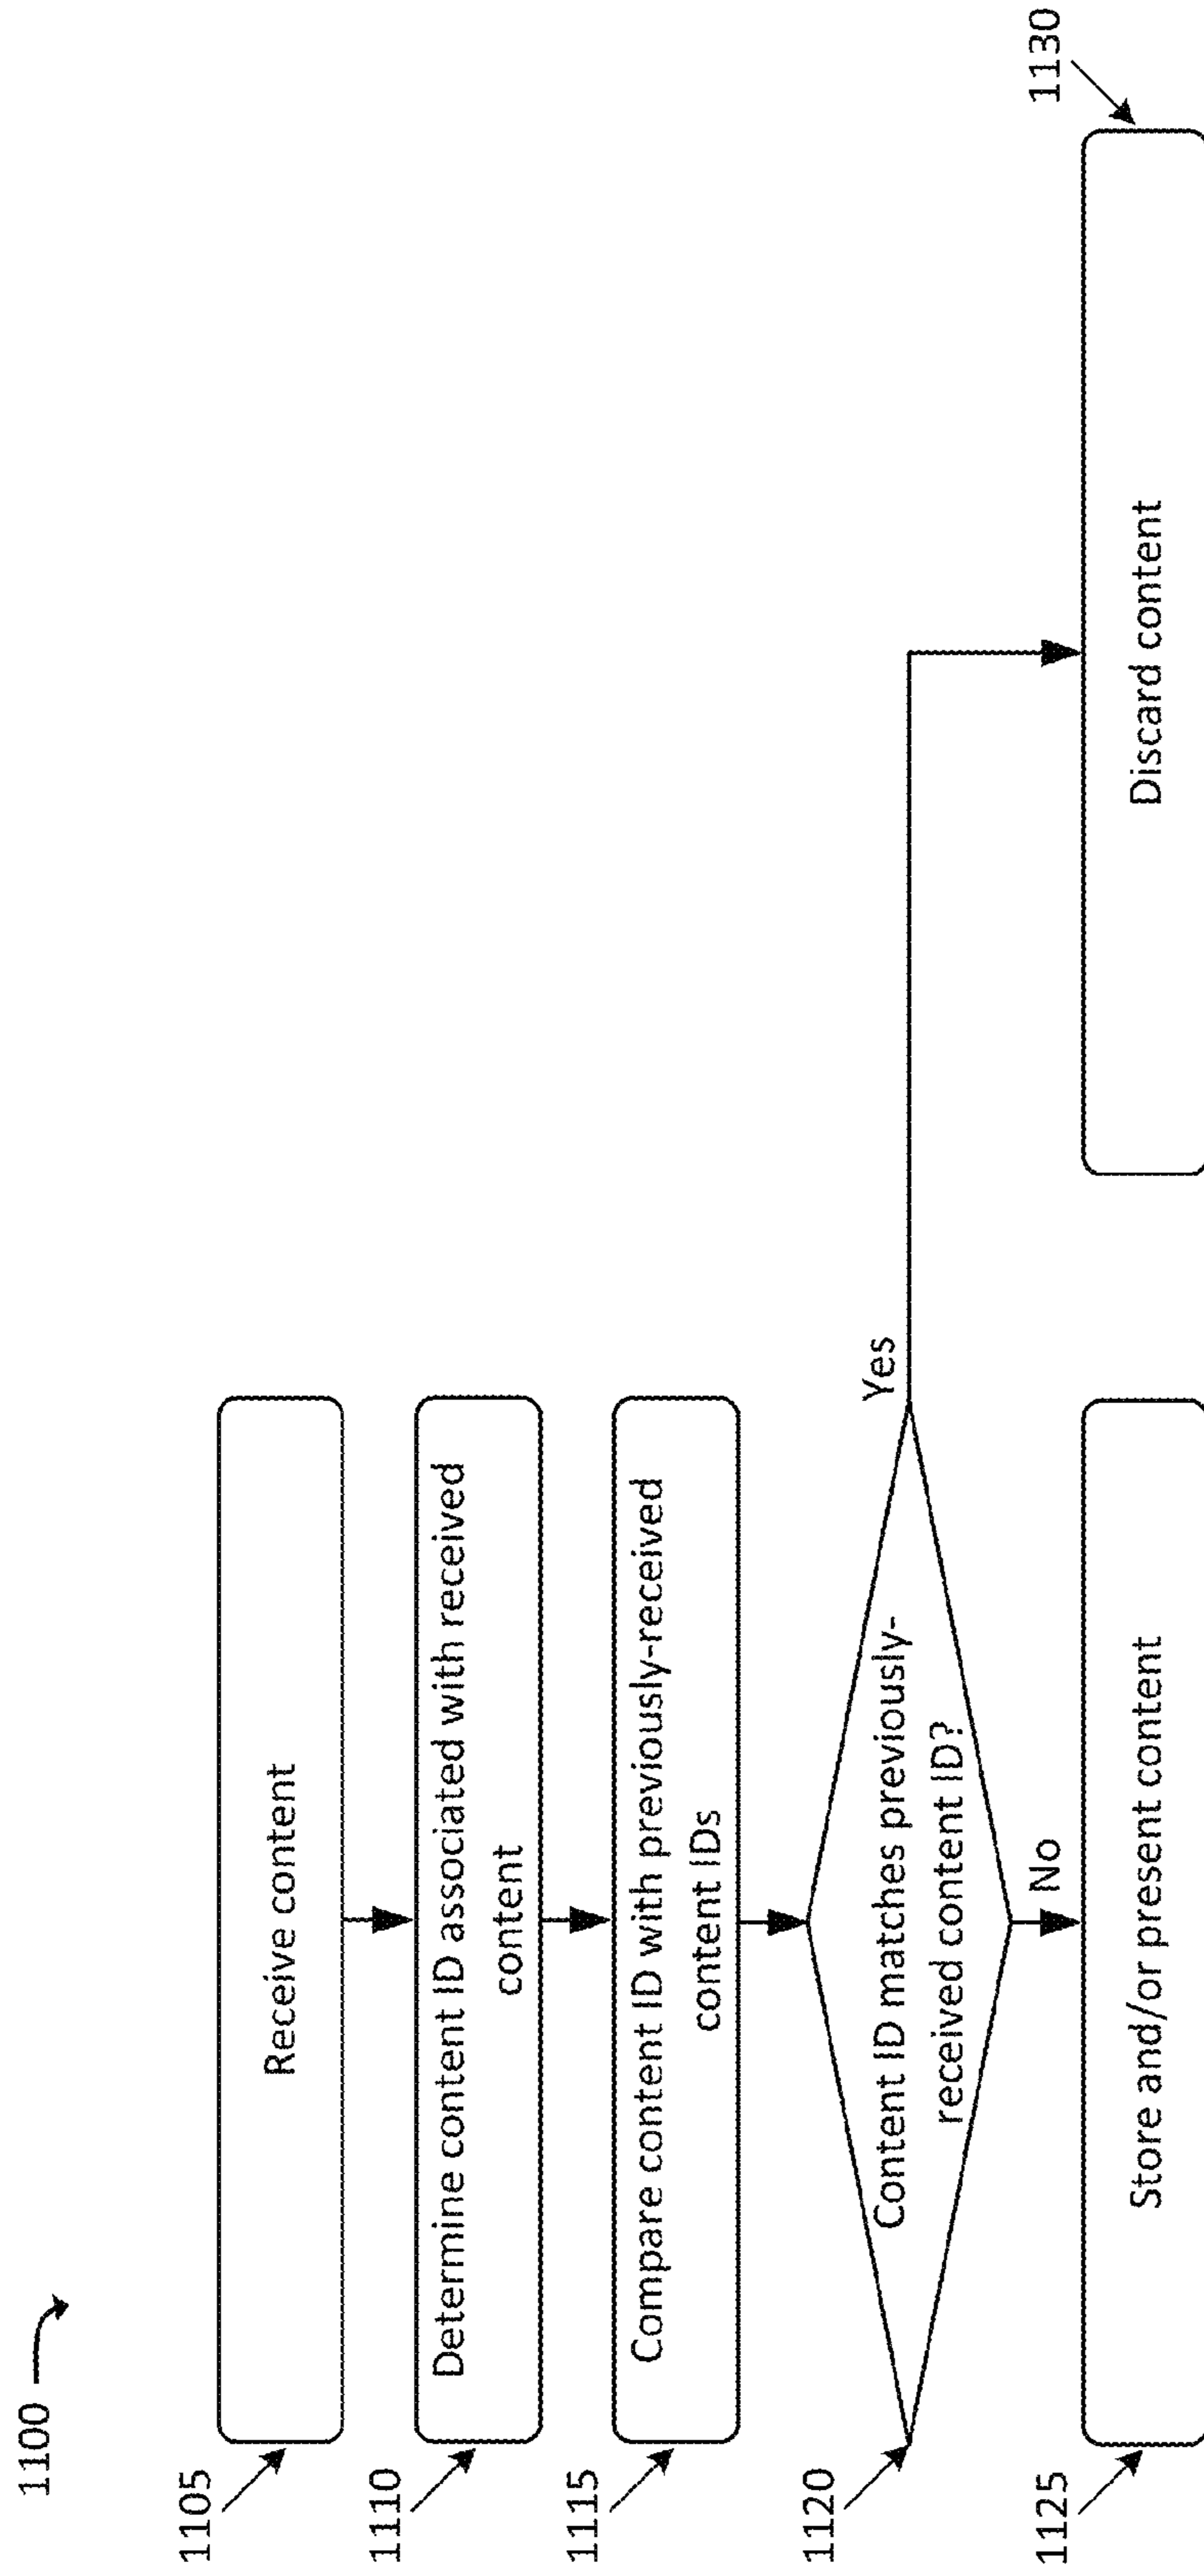 1100
1105
Receive content
1110
Determine content ID associated with received
content
1115
Compare content ID with previously-received
content IDs
1120
Content ID matches previously-
received content ID?
Yes
No
1125
Store and/or present content
1130
Discard content